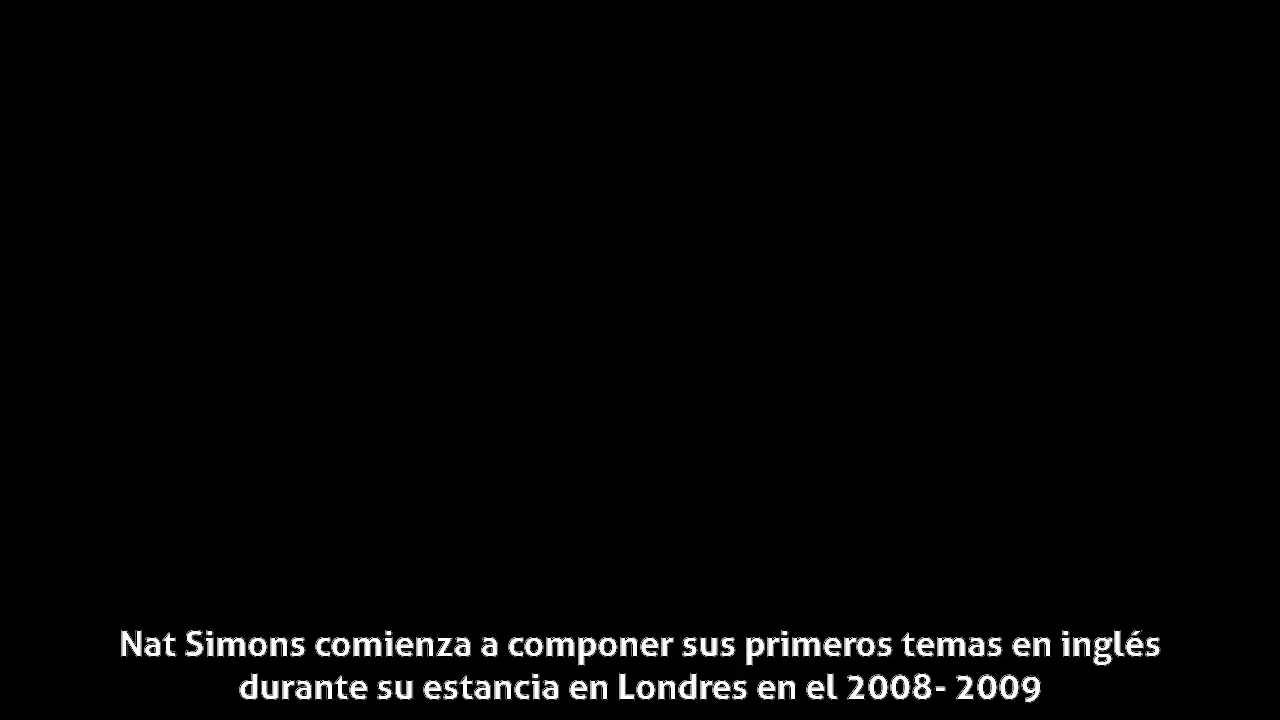 Nat Simons comienza a componer sus primeros temas en inglés
durante su estancia en Londres en el 2008- 2009